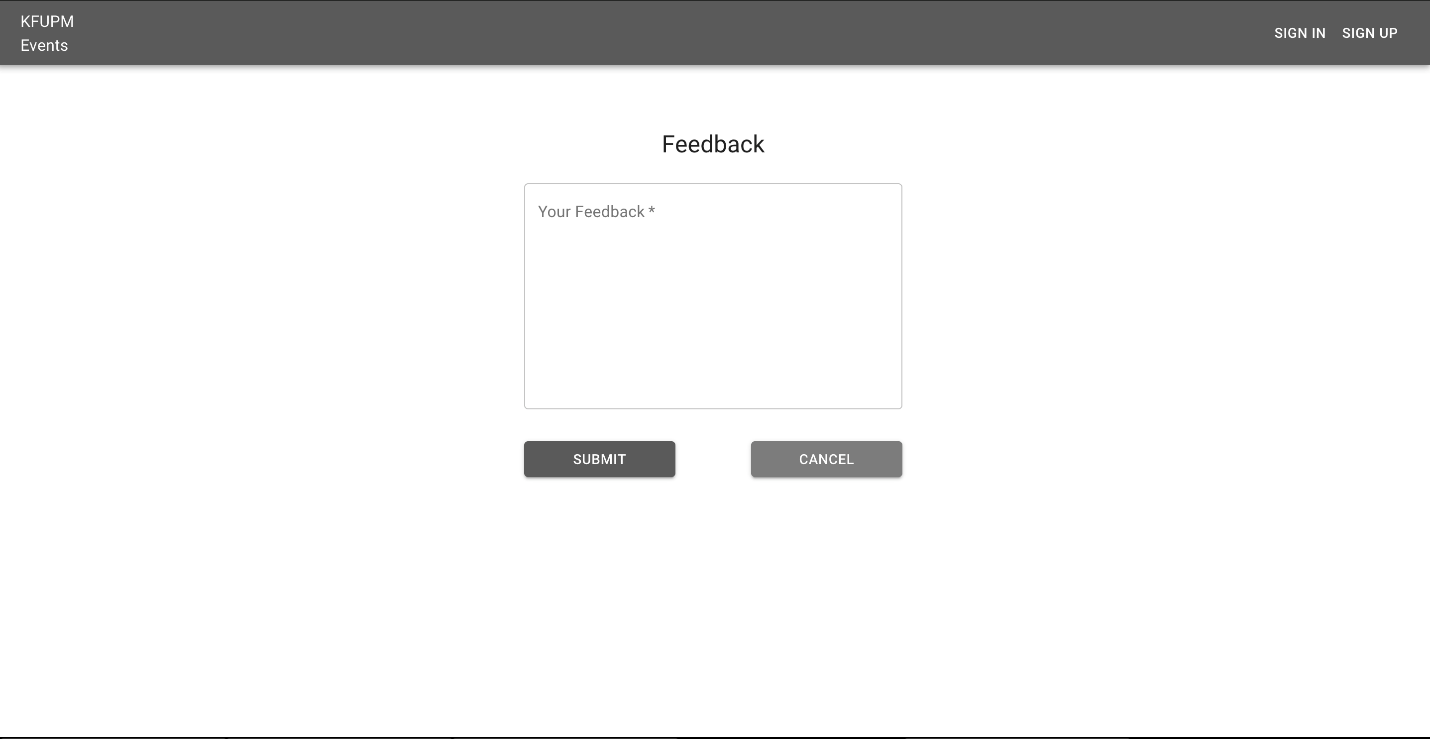 KFUPM
Events
SIGN IN SIGN UP
Feedback
Your Feedback *
SUBMIT CANCEL